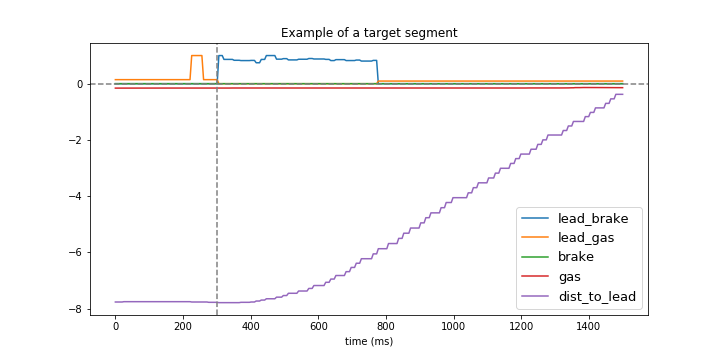 Example of a target segment
0
−2
−4
−6
−8
0 200 400 600 800 1000 1200 1400
time (ms)
lead_brake
lead_gas
brake
gas
dist_to_lead